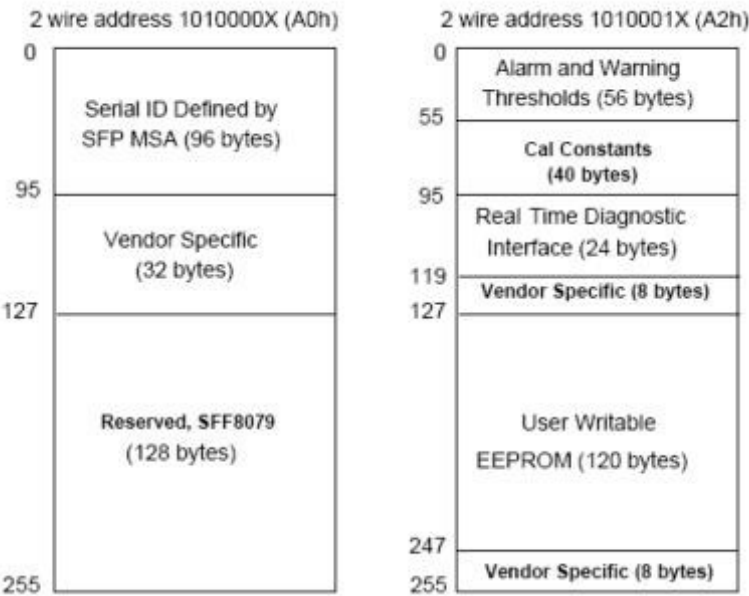 2 wire address 1010000X (A0h)
0
Serial ID Defined by
SFP MSA (96 bytes)
95
Vendor Specific
(32 bytes)
127
Reserved, SFF8079
(128 bytes)
255
2 wire address 1010001X (A2h)
0
Alarm and Warning
Thresholds (56 bytes)
55
Cal Constants
(40 bytes)
95
Real Time Diagnostic
Interface (24 bytes)
119
Vendor Specific (8 bytes)
127
User Writable
EEPROM (120 bytes)
247
Vendor Specific (8 bytes)
255